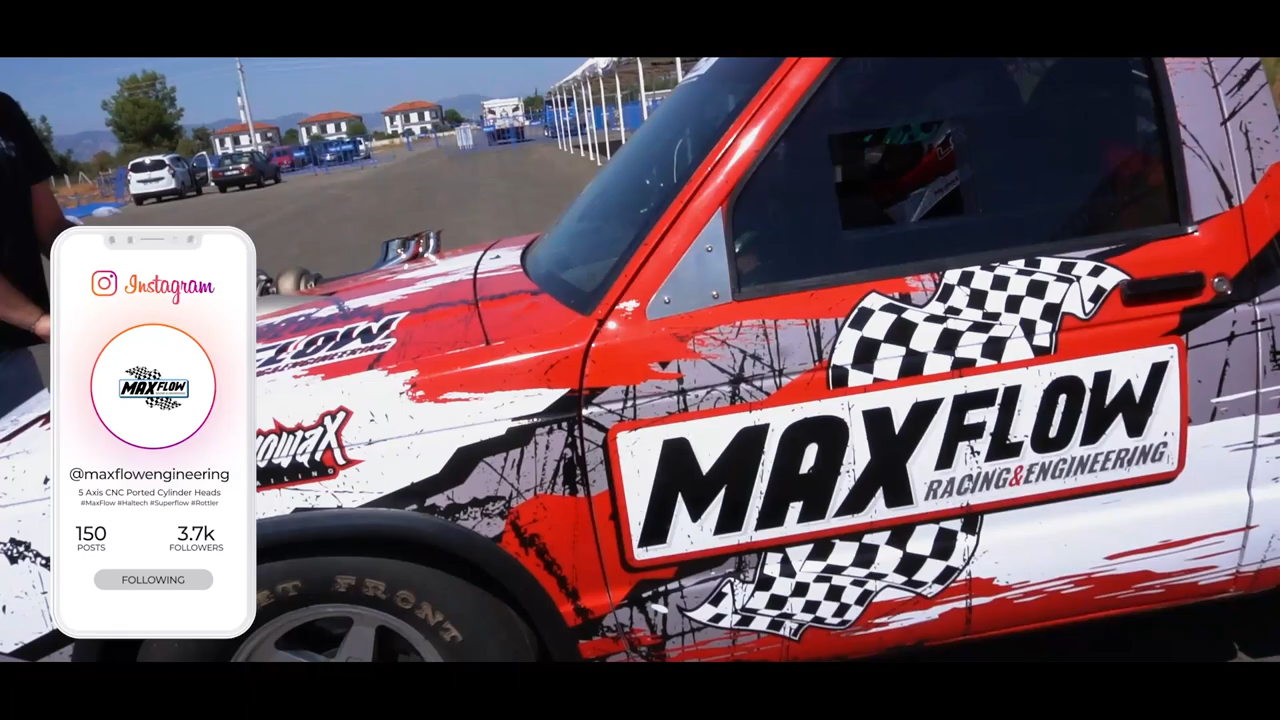 Instagram
MAXFLOW
@maxflowengineering
5 Axis CNC Ported Cylinder Heads
#MaxFlow #Haltech #Superflow #Rottler
150
POSTS
3.7k
FOLLOWERS
FOLLOWING
FLOW
MAXFLOW
RACING&ENGINEERING
FRONT